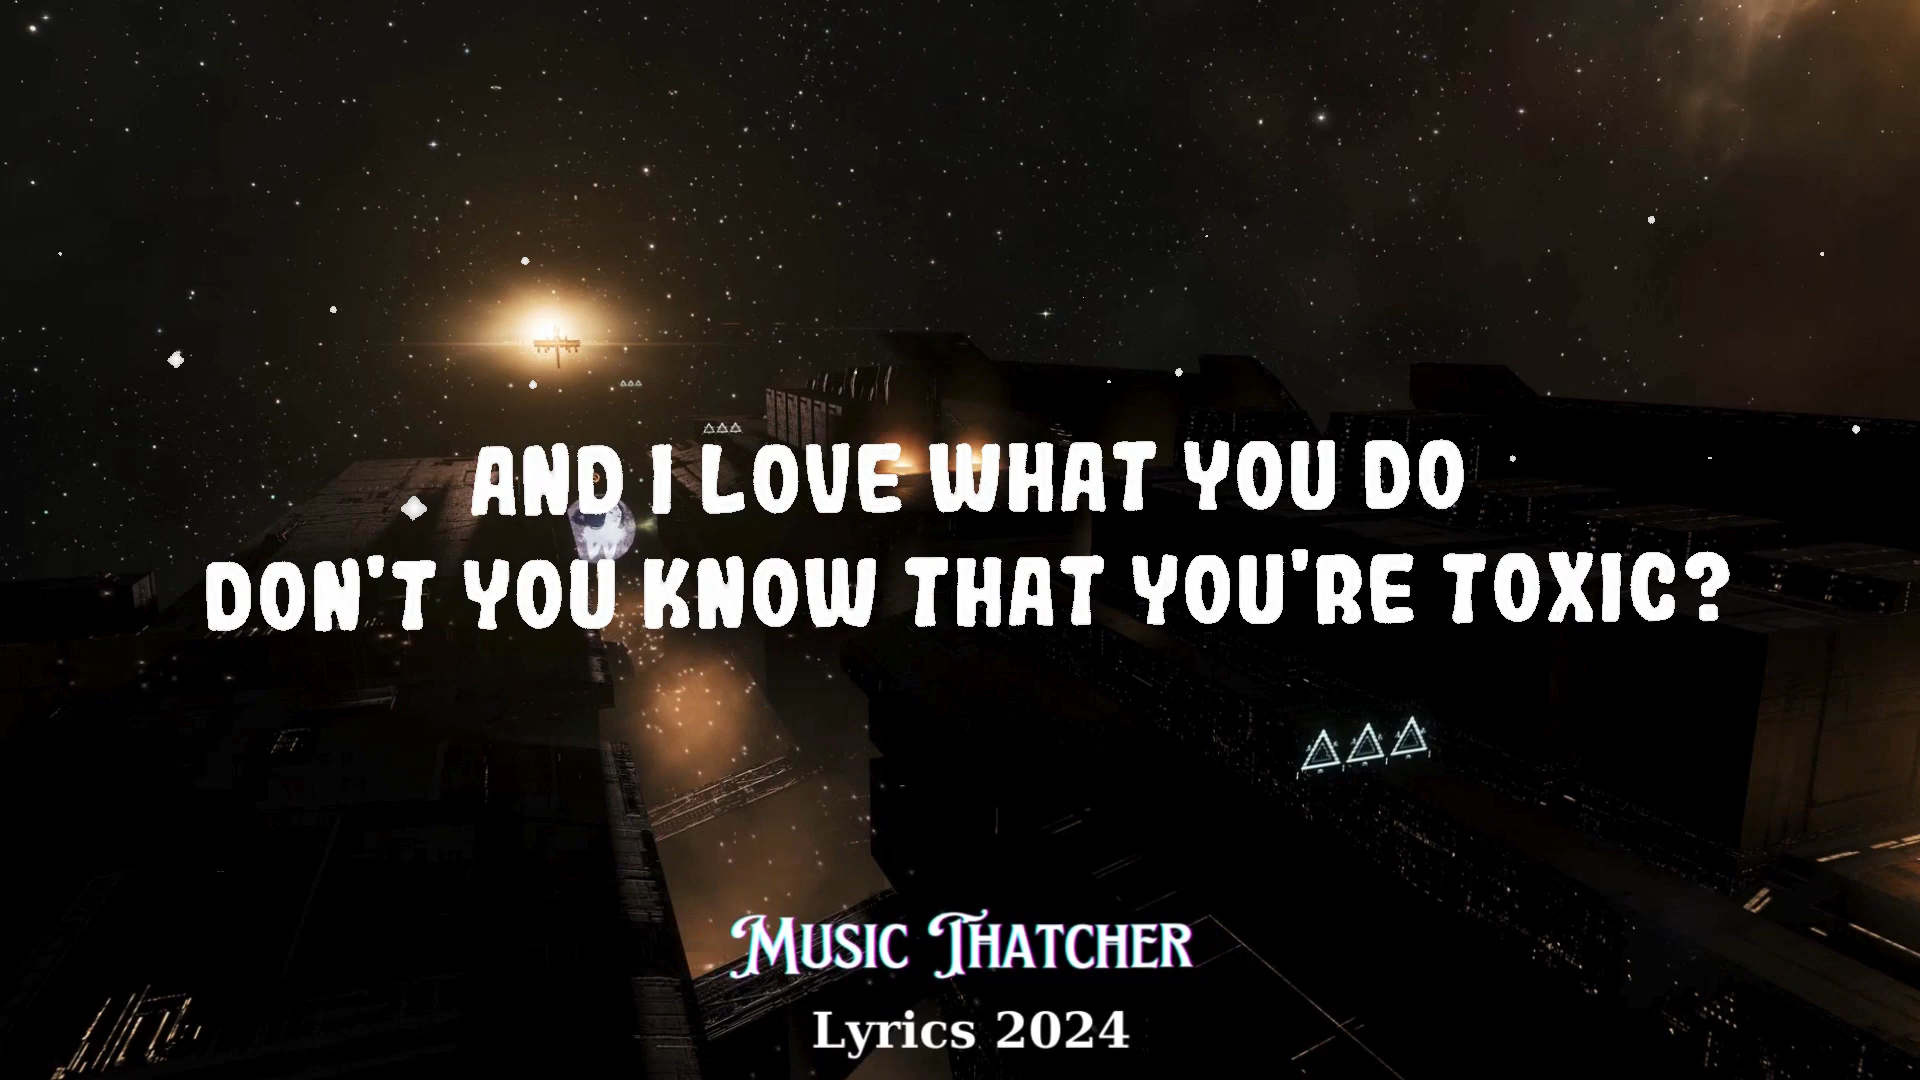 AND I LOVE WHAT YOU DO
DON'T YOU KNOW THAT YOU'RE TOXIC?
Music Thatcher
Lyrics 2024